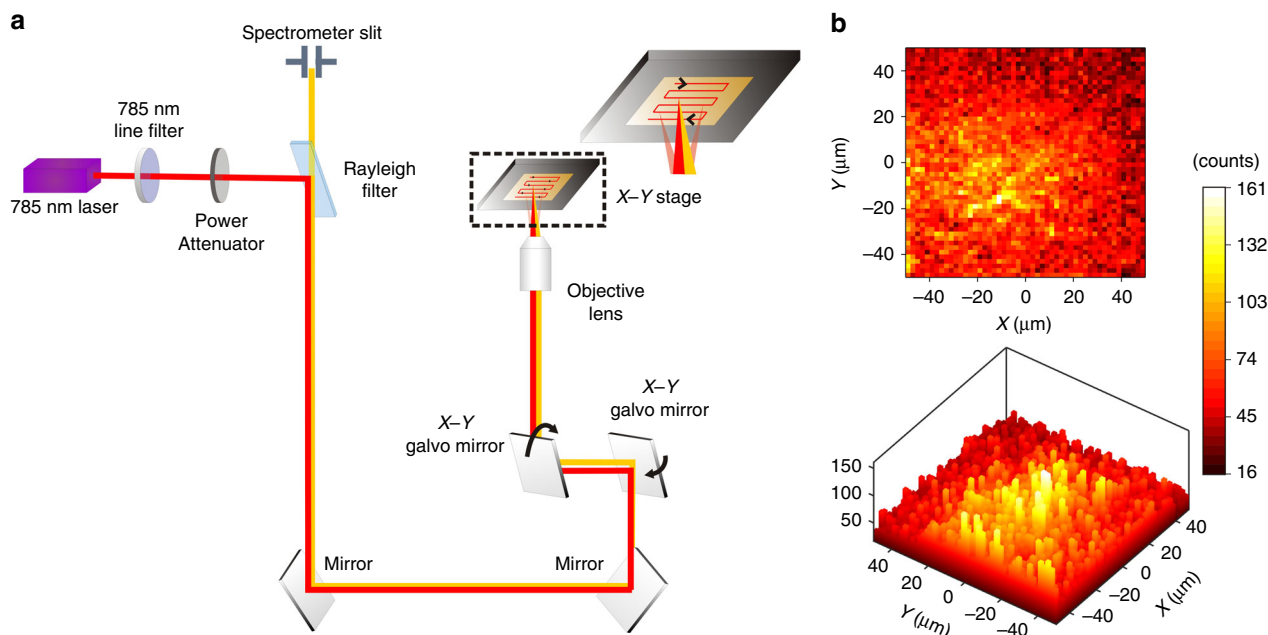 a
Spectrometer slit
785 nm
line filter
785 nm laser
Power
Attenuator
Rayleigh
filter
X–Y stage
Objective
lens
X–Y
galvo mirror
X–Y
galvo mirror
Mirror
Mirror
b
40
20
0
−20
−40
Y (μm)
−40 −20 0 20 40
X (μm)
(counts)
161
132
103
74
45
16
150
100
50
40
20
0
−20
−40
Y (μm)
40
20
0
−20
−40
X (μm)